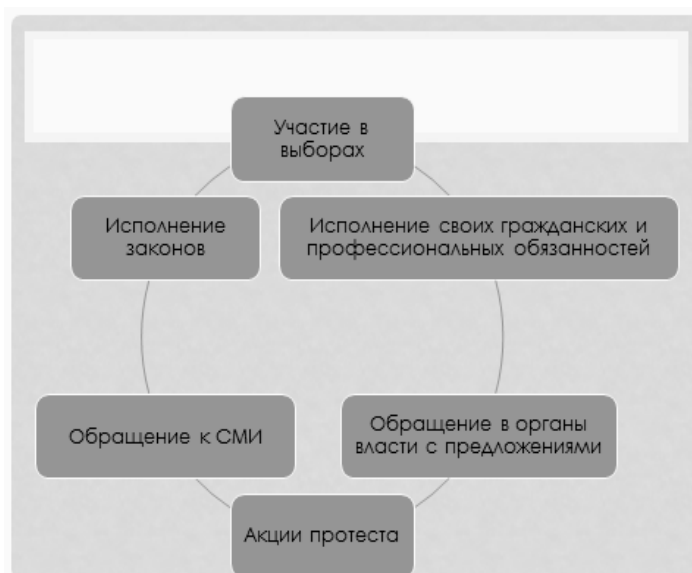 Участие в
выборах
Исполнение
законов
Исполнение своих гражданских и
профессиональных обязанностей
Обращение к СМИ
Обращение в органы
власти с предложениями
Акции протеста